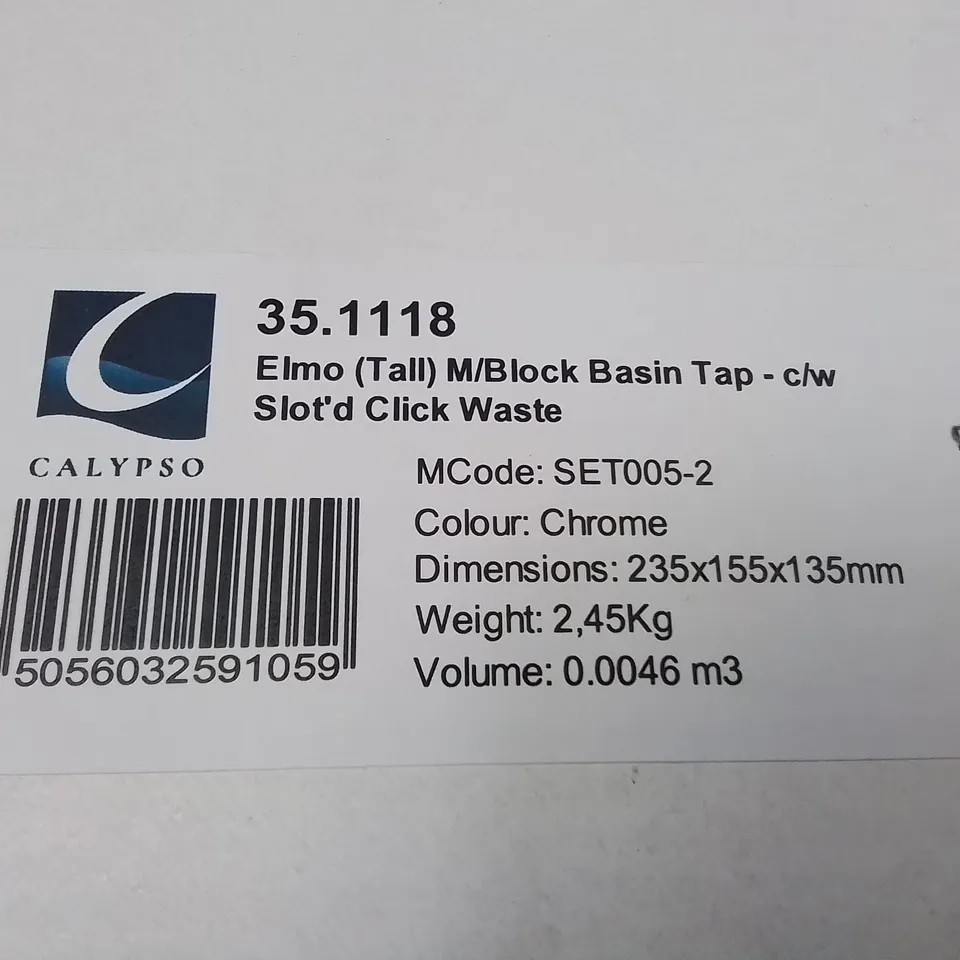 35.1118
Elmo (Tall) M/Block Basin Tap - c/w
Slot'd Click Waste
CALYPSO
MCode: SET005-2
Colour: Chrome
Dimensions: 235x155x135mm
Weight: 2,45Kg
Volume: 0.0046 m3
5056032591059